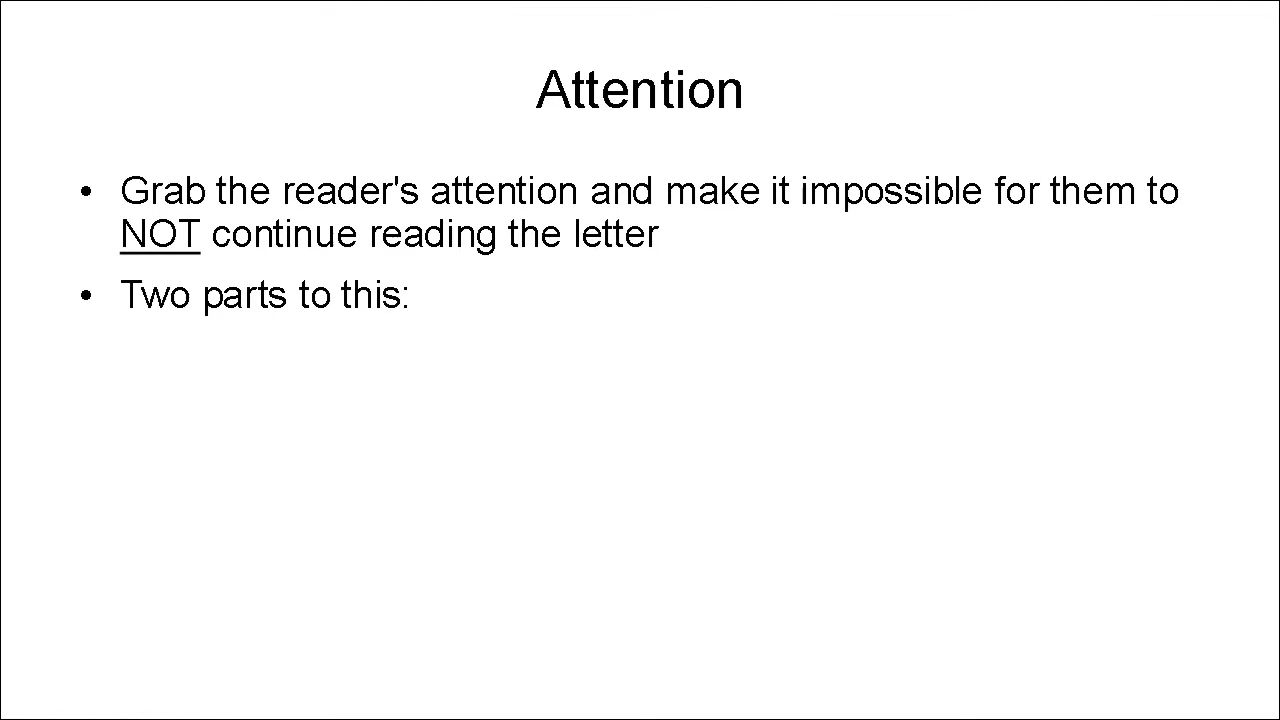 Attention
• Grab the reader's attention and make it impossible for them to
NOT continue reading the letter
• Two parts to this: